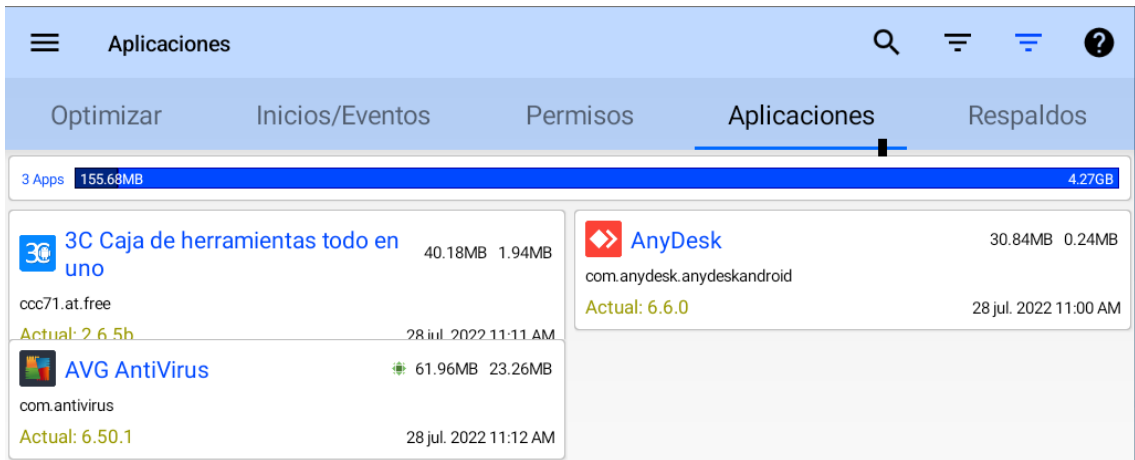 Aplicaciones
Optimizar Inicios/Eventos Permisos Aplicaciones Respaldos
3 Apps 155.68MB 4.27GB
3C Caja de herramientas todo en
uno
40.18MB 1.94MB
ccc71.at.free
Actual: 2.6.5b 28 jul. 2022 11:11 AM
AnyDesk 30.84MB 0.24MB
com.anydesk.anydeskandroid
Actual: 6.6.0 28 jul. 2022 11:00 AM
AVG AntiVirus 61.96MB 23.26MB
com.antivirus
Actual: 6.50.1 28 jul. 2022 11:12 AM